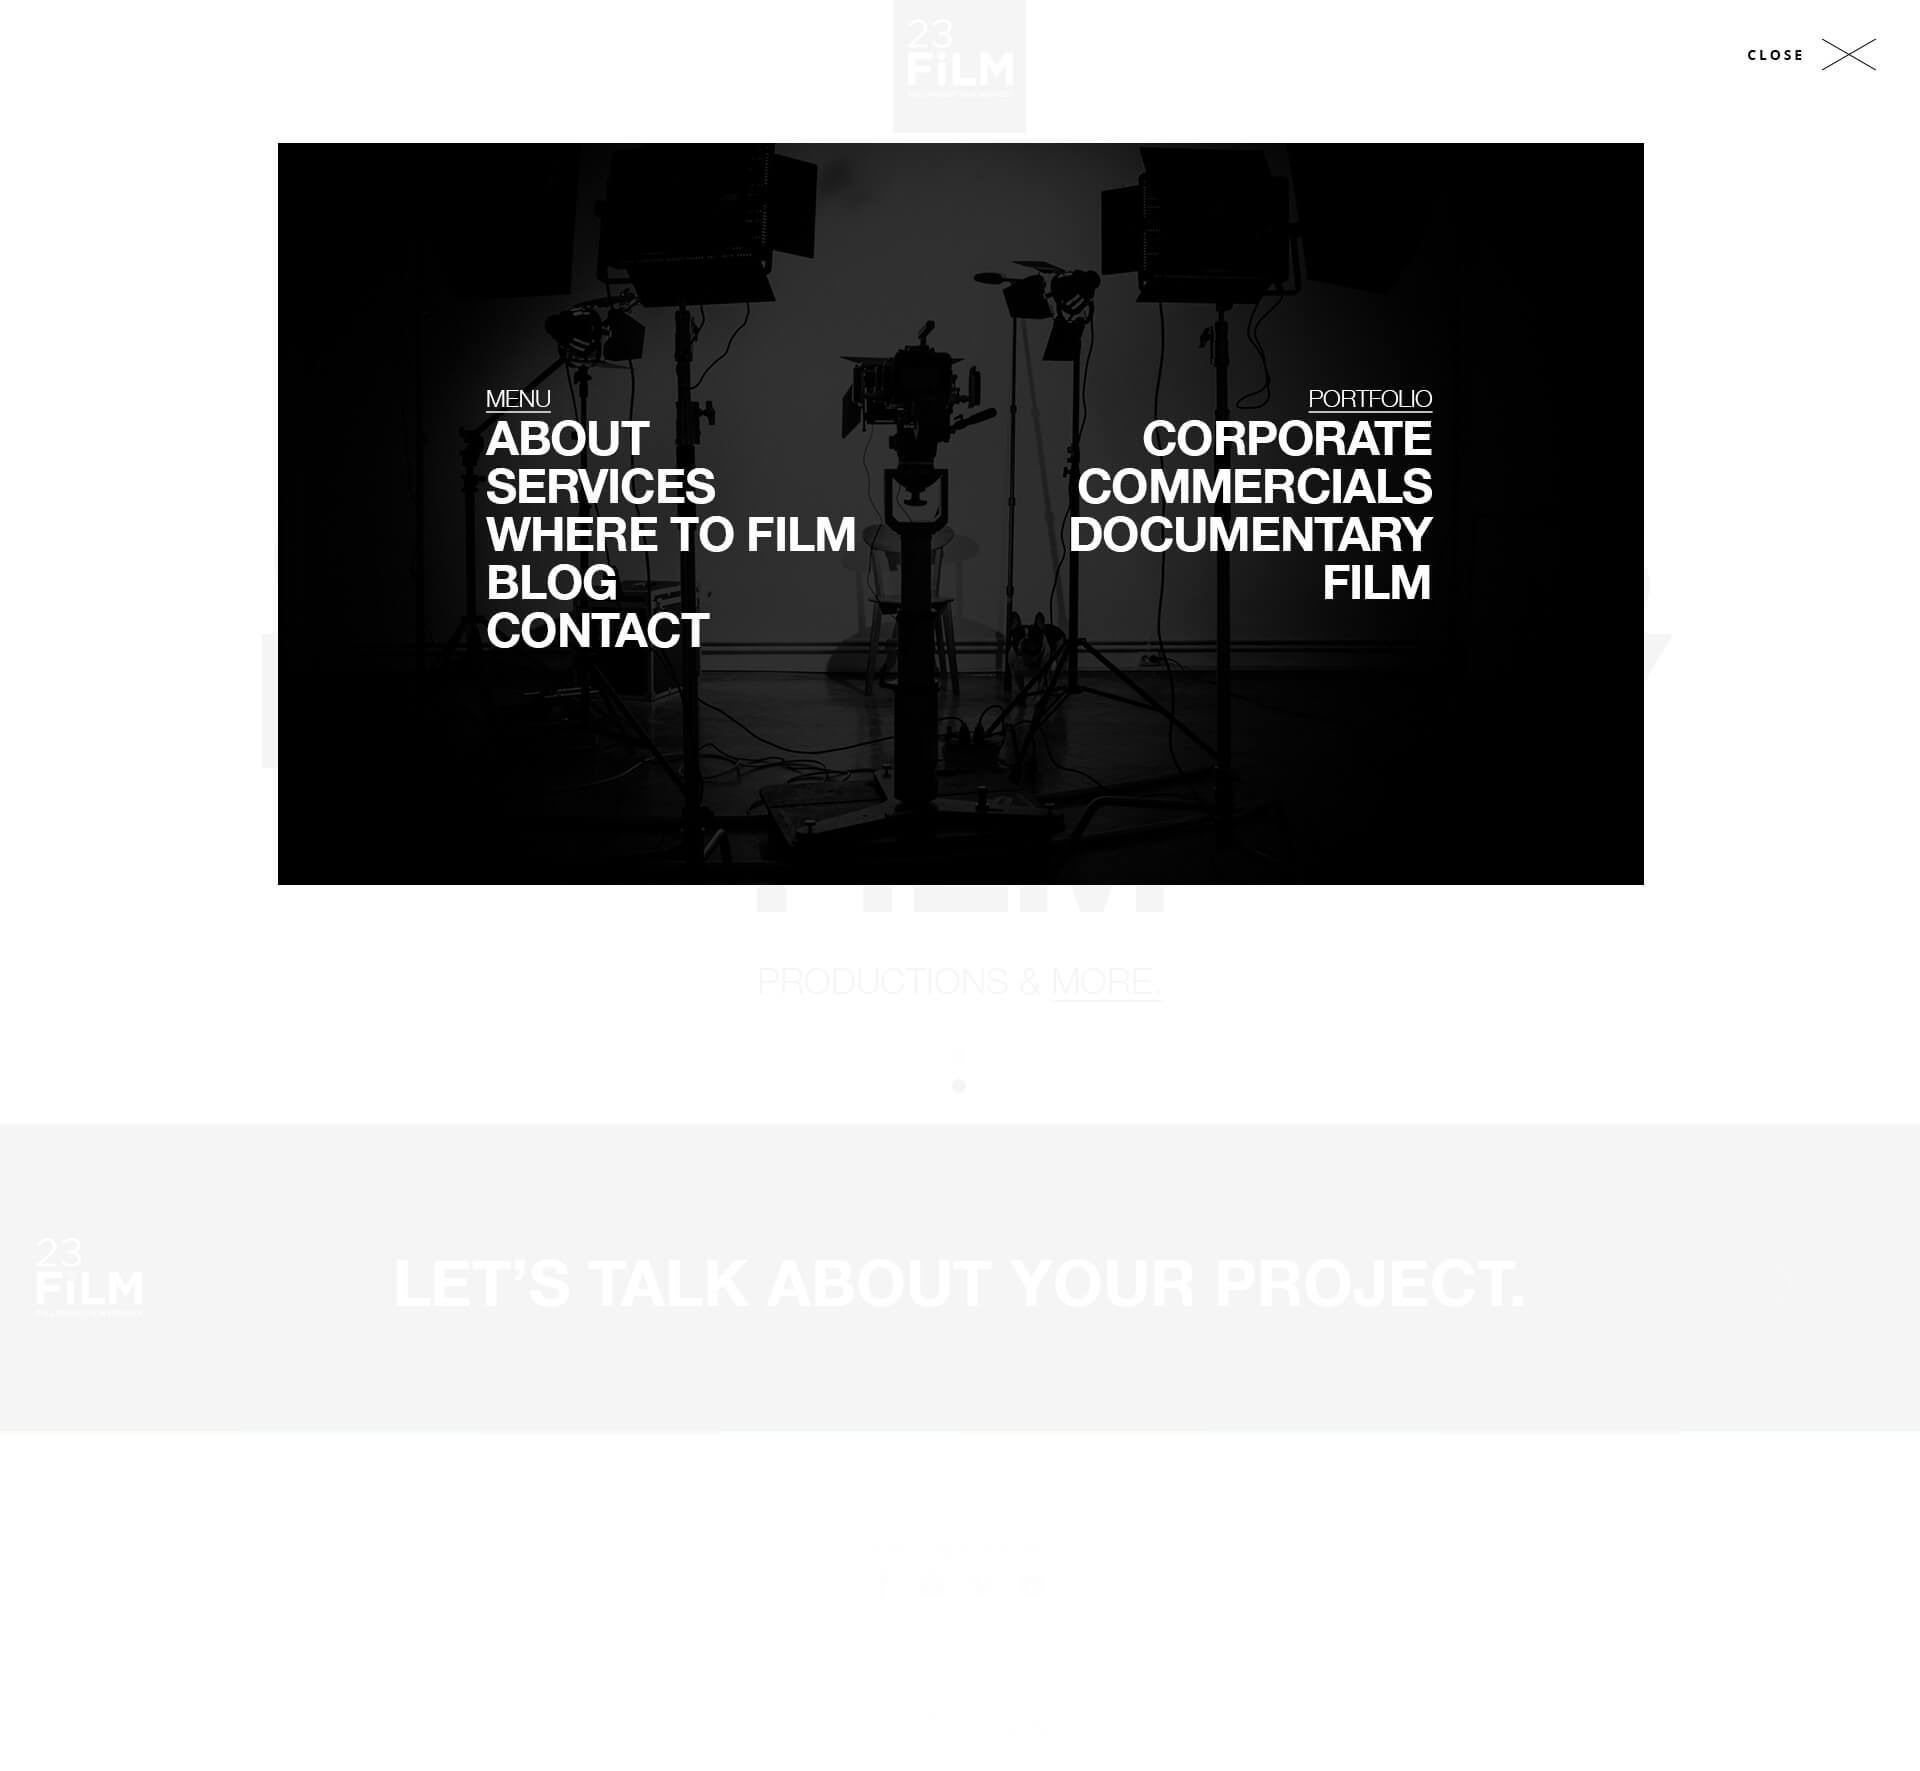 23
FiLM
CLOSE
MENU
ABOUT
SERVICES
WHERE TO FILM
BLOG
CONTACT
PORTFOLIO
CORPORATE
COMMERCIALS
DOCUMENTARY
FILM
FILM
PRODUCTIONS & MORE.
23
FiLM
LET’S TALK ABOUT YOUR PROJECT.